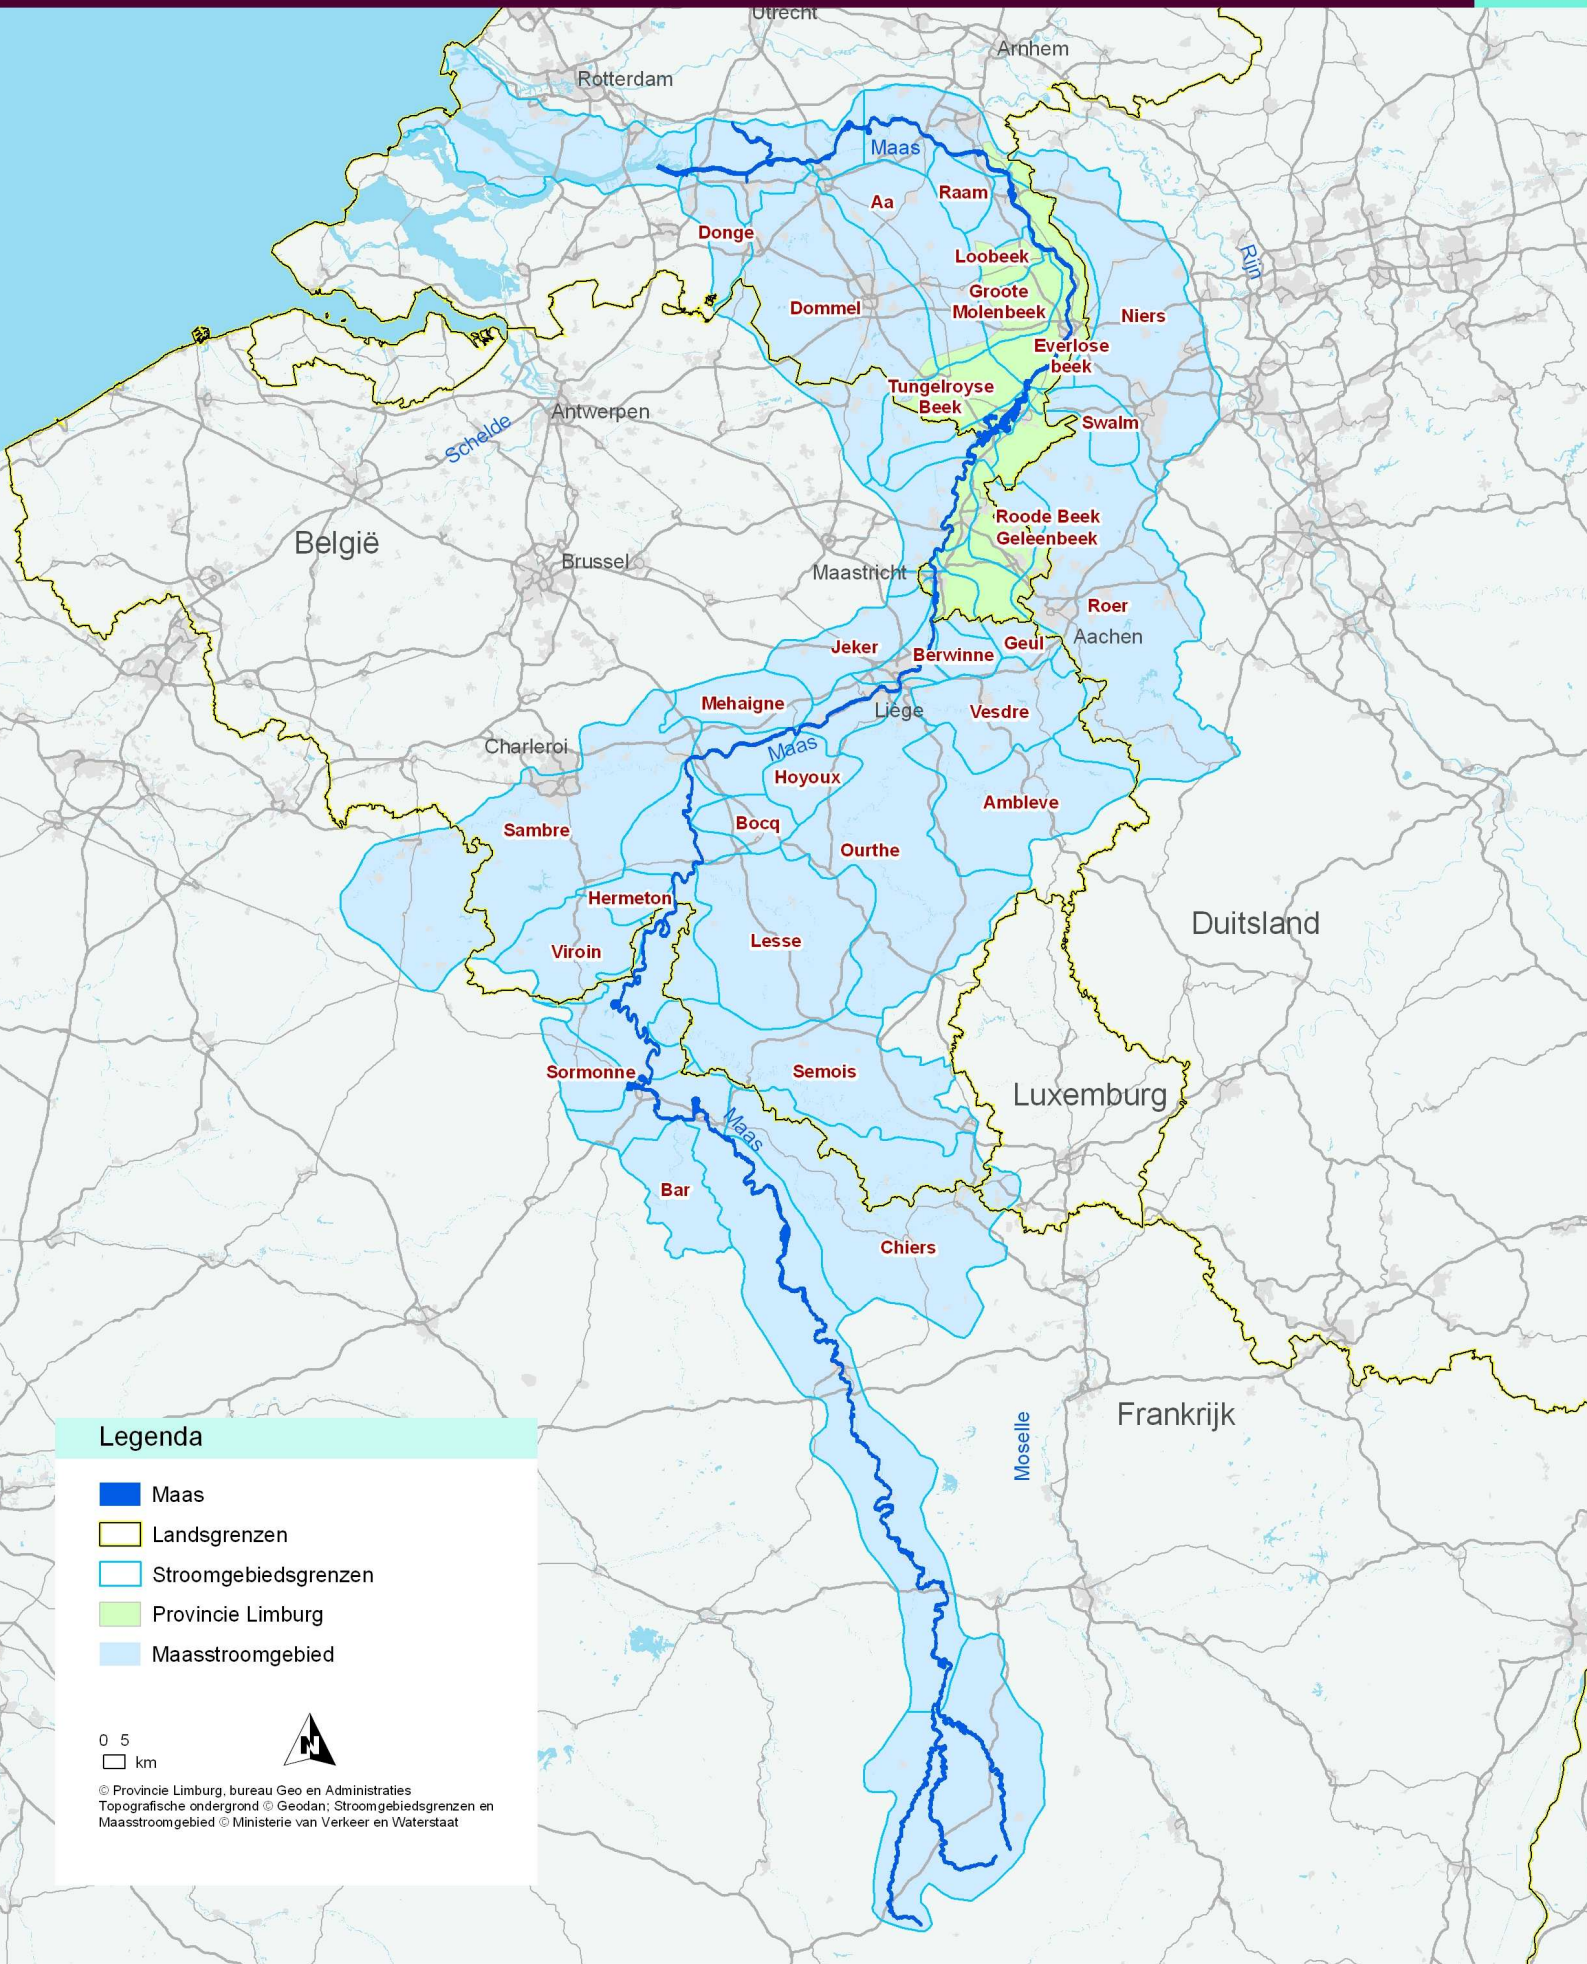 Utrecht
Arnhem
Rotterdam
Maas
Aa
Raam
Donge
Loobeek
Rijn
Groote
Molenbeek
Dommel
Niers
Everlose
beek
Tungelroyse
Beek
Antwerpen
Swalm
Schelde
Roode Beek
Geleenbeek
België
Brussel
Maastricht
Roer
Aachen
Jeker
Berwinne
Geul
Mehaigne
Liège
Vesdre
Charleroi
Maas
Hoyoux
Ambleve
Sambre
Bocq
Ourthe
Hermeton
Duitsland
Viroin
Lesse
Sormonne
Semois
Luxemburg
Maas
Bar
Chiers
Frankrijk
Moselle
Legenda
Maas
Landsgrenzen
Stroomgebiedsgrenzen
Provincie Limburg
Maasstroomgebied
0 5
km
N
© Provincie Limburg, bureau Geo en Administraties
Topografische ondergrond © Geodan; Stroomgebiedsgrenzen en
Maasstroomgebied © Ministerie van Verkeer en Waterstaat